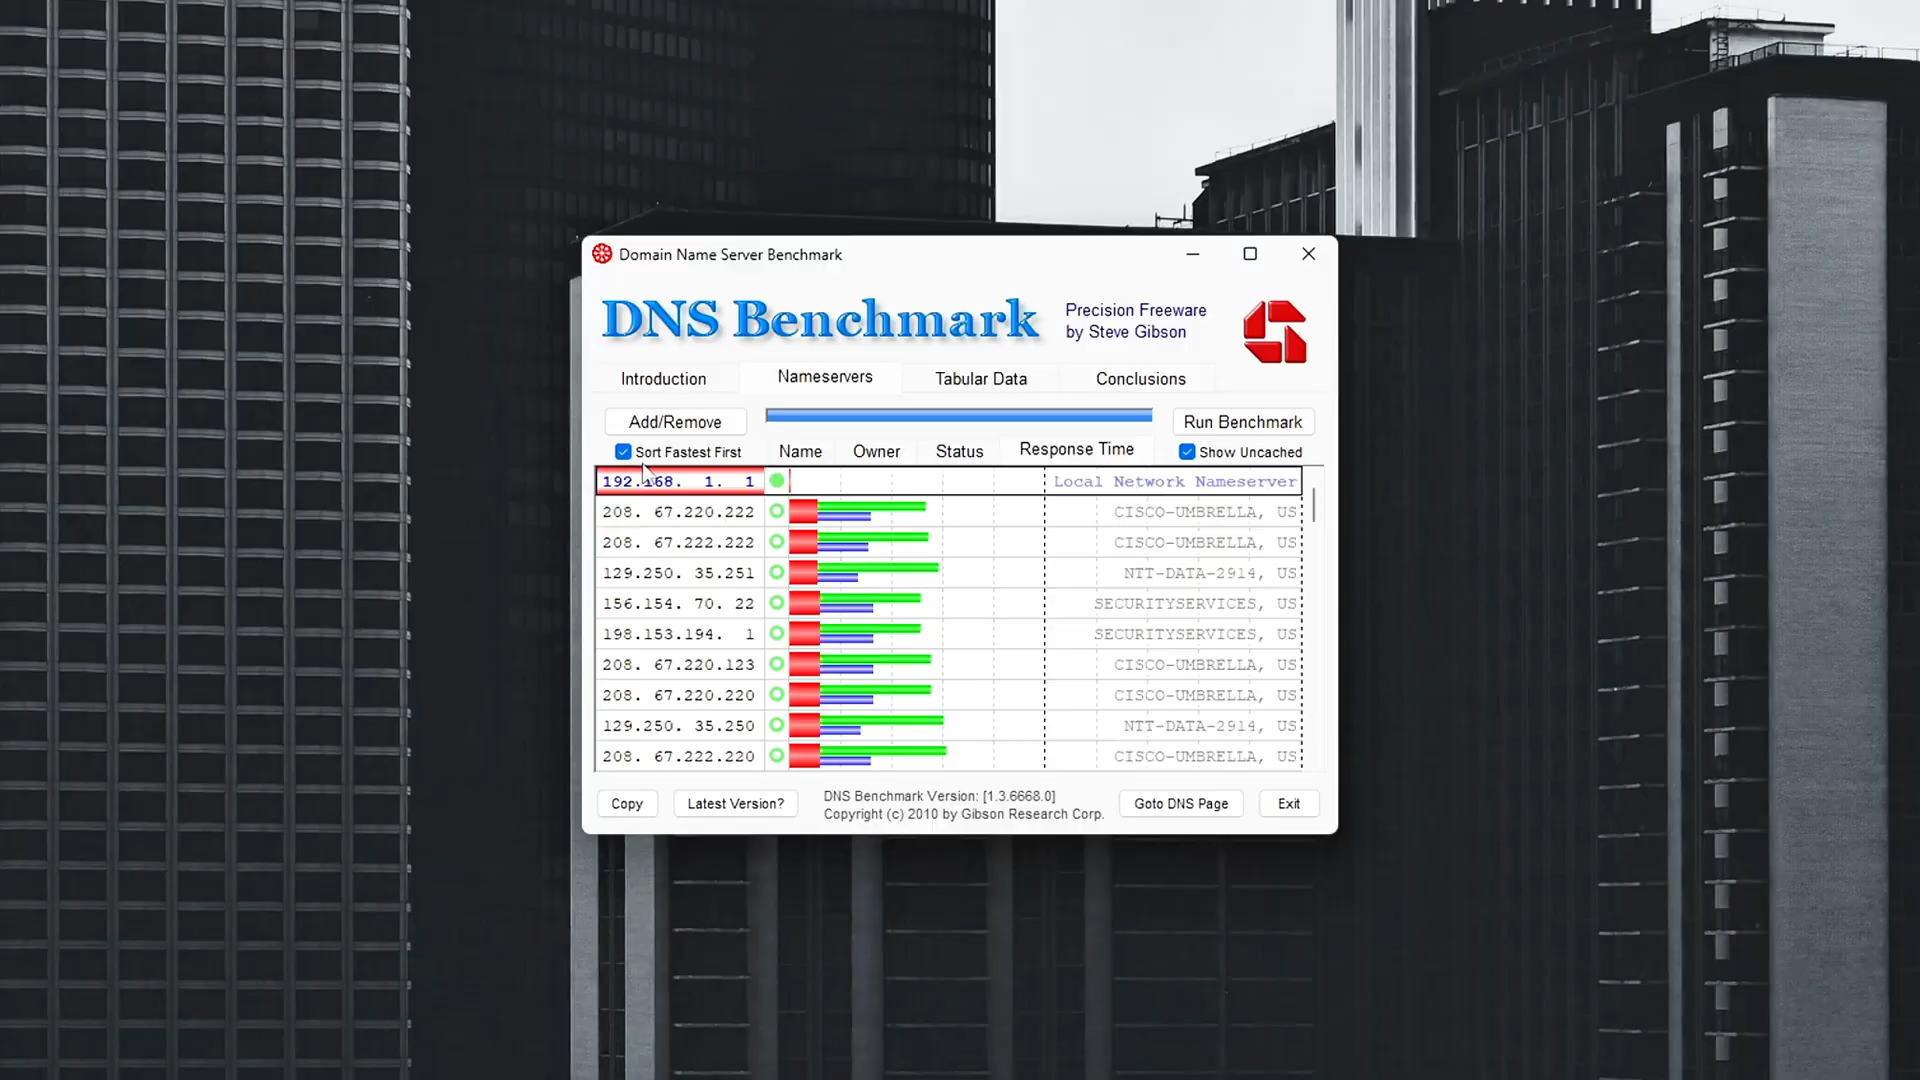 Domain Name Server Benchmark
DNS Benchmark
Precision Freeware
by Steve Gibson
Introduction Nameservers Tabular Data Conclusions
Add/Remove Run Benchmark
Sort Fastest First Name Owner Status Response Time Show Uncached
192.168. 1. 1 Local Network Nameserver
208. 67.220.222 CISCO-UMBRELLA, US
208. 67.222.222 CISCO-UMBRELLA, US
129.250. 35.251 NTT-DATA-2914, US
156.154. 70. 22 SECURITYSERVICES, US
198.153.194. 1 SECURITYSERVICES, US
208. 67.220.123 CISCO-UMBRELLA, US
208. 67.220.220 CISCO-UMBRELLA, US
129.250. 35.250 NTT-DATA-2914, US
208. 67.222.220 CISCO-UMBRELLA, US
Copy Latest Version? DNS Benchmark Version: [1.3.6668.0] Goto DNS Page Exit
Copyright (c) 2010 by Gibson Research Corp.